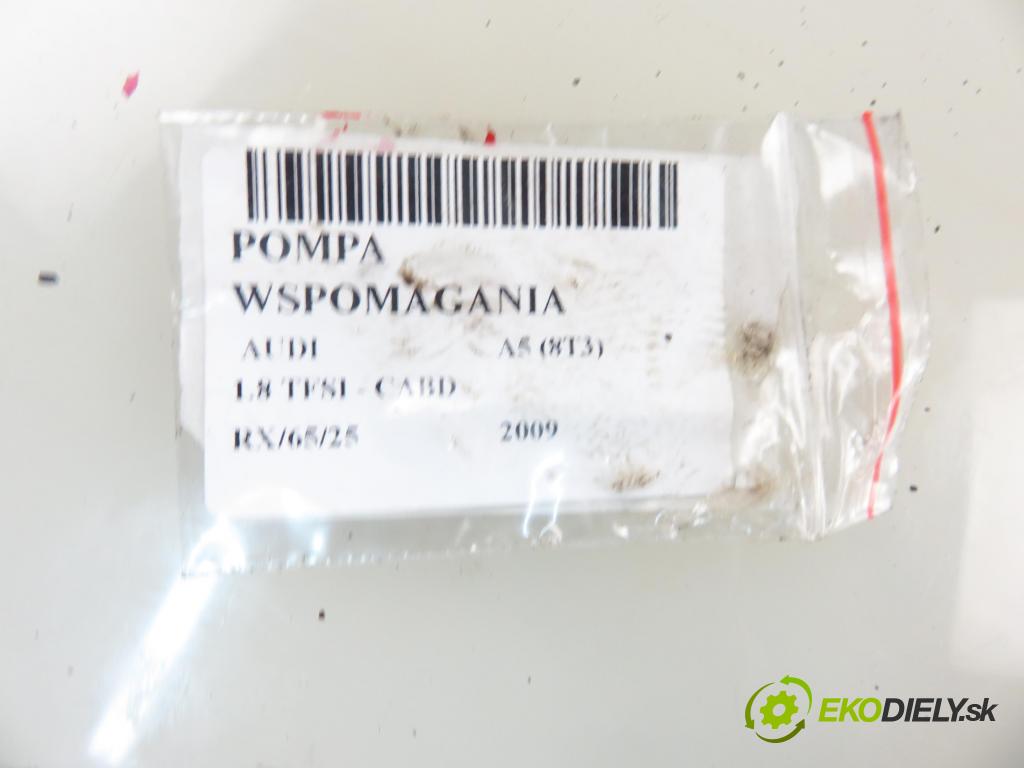 POMPA
WSPOMAGANIA
AUDI A5 (8T3)
1.8 TFSI - CABD
RX/65/25 2009
EKODIELY.sk